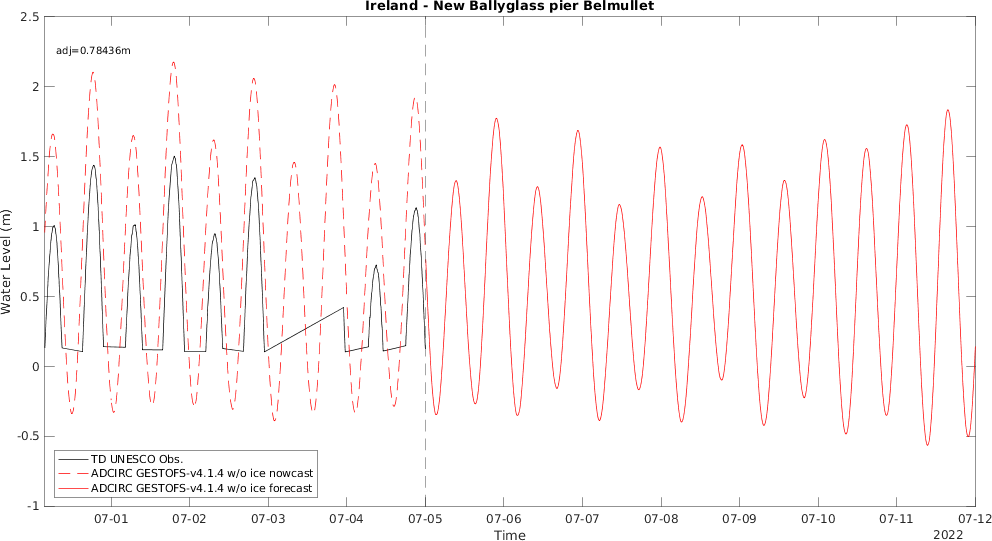 Ireland - New Ballyglass pier Belmullet
2.5
adj=0.78436m
2
1.5
1
0.5
0
-0.5
-1
Water Level (m)
TD UNESCO Obs.
ADCIRC GESTOFS-v4.1.4 w/o ice nowcast
ADCIRC GESTOFS-v4.1.4 w/o ice forecast
07-01 07-02 07-03 07-04 07-05 07-06 07-07 07-08 07-09 07-10 07-11 07-12
Time
2022